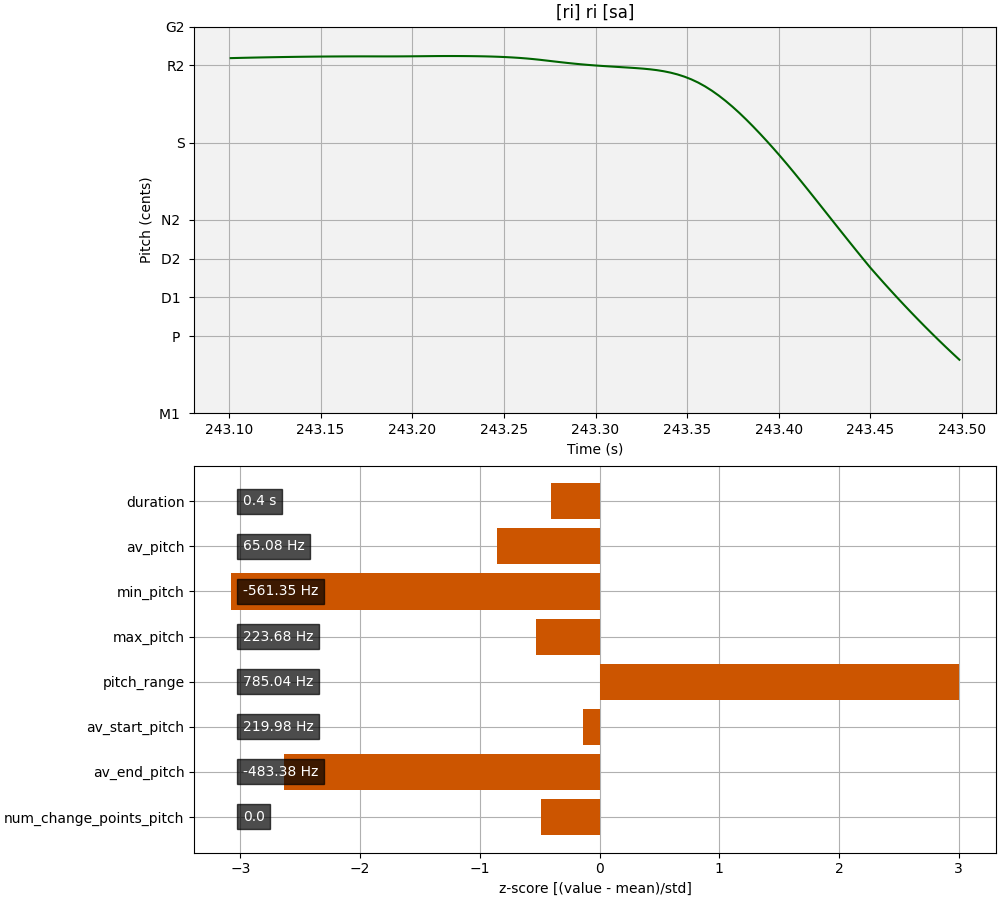 [ri] ri [sa]
G2
R2
S
N2
D2
D1
P
M1
Pitch (cents)
243.10 243.15 243.20 243.25 243.30 243.35 243.40 243.45 243.50
Time (s)
duration 0.4 s
av_pitch 65.08 Hz
min_pitch -561.35 Hz
max_pitch 223.68 Hz
pitch_range 785.04 Hz
av_start_pitch 219.98 Hz
av_end_pitch -483.38 Hz
num_change_points_pitch 0.0
−3 −2 −1 0 1 2 3
z-score [(value - mean)/std]